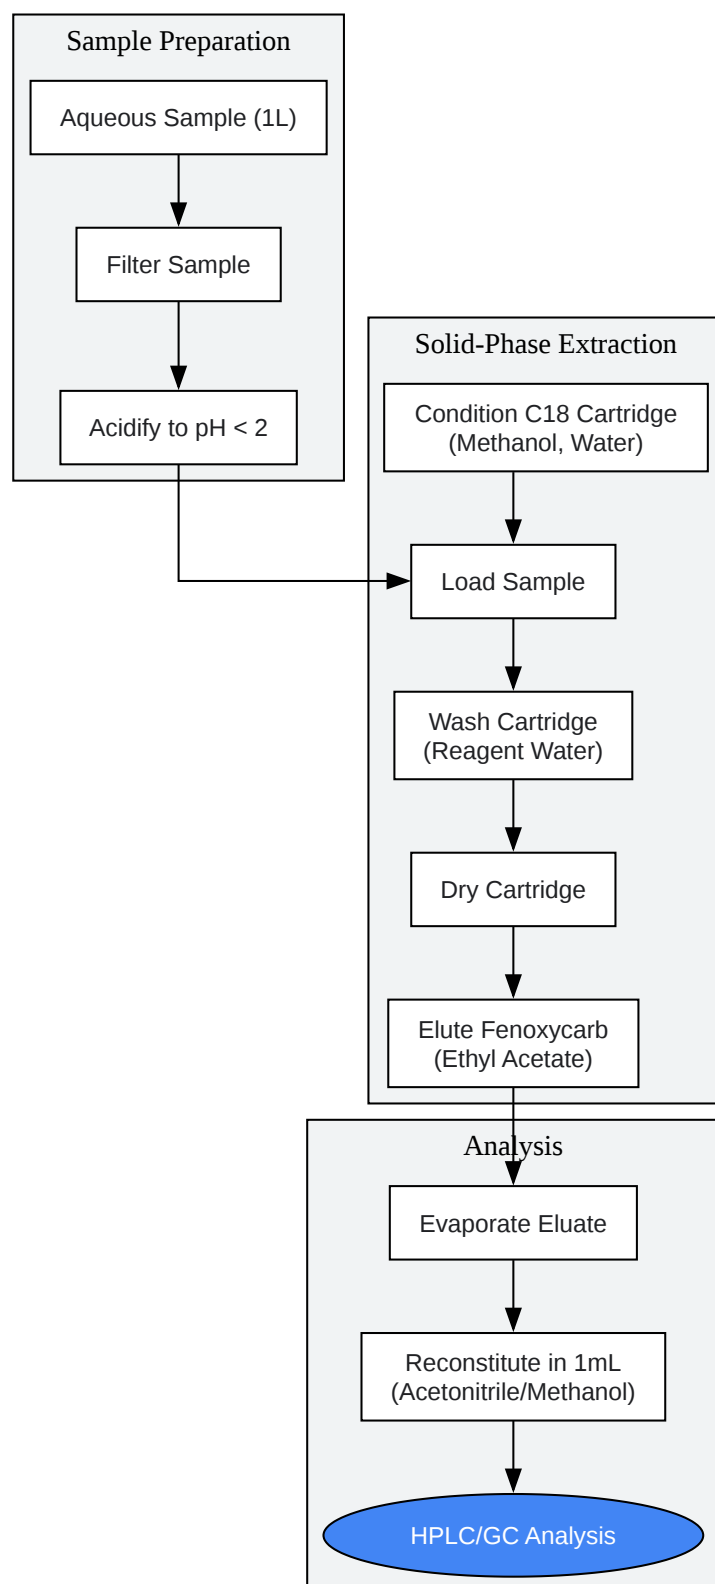 Sample Preparation
Aqueous Sample (1L)
Filter Sample
Acidify to pH < 2
Solid-Phase Extraction
Condition C18 Cartridge
(Methanol, Water)
Load Sample
Wash Cartridge
(Reagent Water)
Dry Cartridge
Elute Fenoxycarb
(Ethyl Acetate)
Analysis
Evaporate Eluate
Reconstitute in 1mL
(Acetonitrile/Methanol)
HPLC/GC Analysis